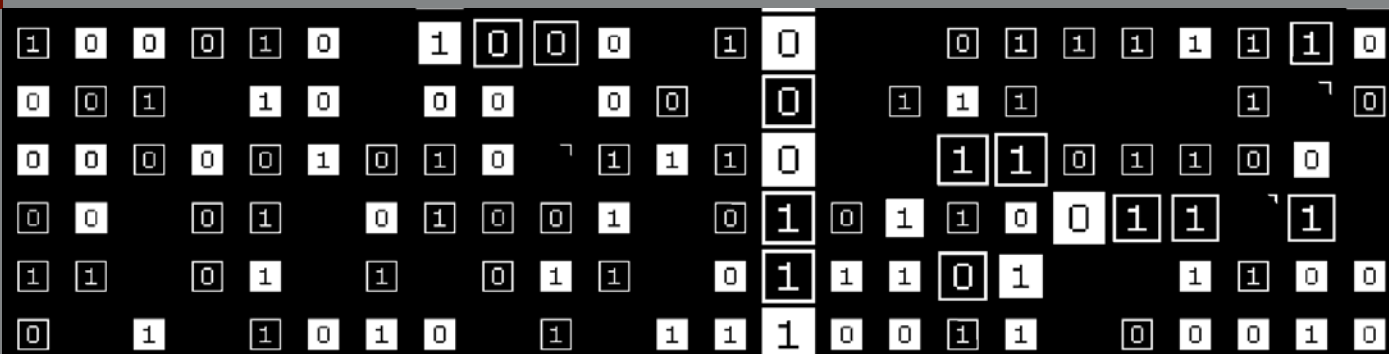 1 0 0 0 1 0 1 0 0 0 1 0 0 1 1 1 1 1 1 0
0 0 1 1 0 0 0 0 0 0 1 1 1 1 0
0 0 0 0 0 1 0 1 0 1 1 1 0 1 1 0 1 1 0 0
0 0 0 1 0 1 0 0 1 0 1 0 1 1 0 0 1 1 1
1 1 0 1 1 0 1 1 0 1 1 1 0 1 1 1 0 0
0 1 1 0 1 0 1 1 1 1 0 0 1 1 0 0 0 1 0